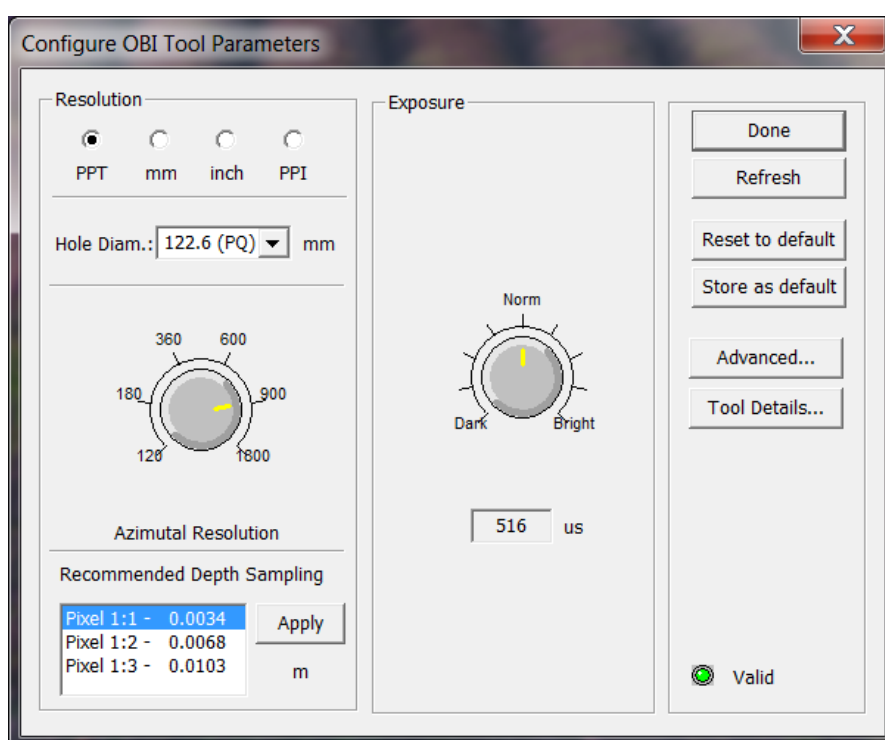 Configure OBI Tool Parameters
X
Resolution
PPT mm inch PPI
Hole Diam.: 122.6 (PQ) mm
360 600
180 900
120 1800
Azimutal Resolution
Recommended Depth Sampling
Pixel 1:1 - 0.0034
Pixel 1:2 - 0.0068
Pixel 1:3 - 0.0103
Apply
m
Exposure
Norm
Dark Bright
516 us
Done
Refresh
Reset to default
Store as default
Advanced...
Tool Details...
Valid